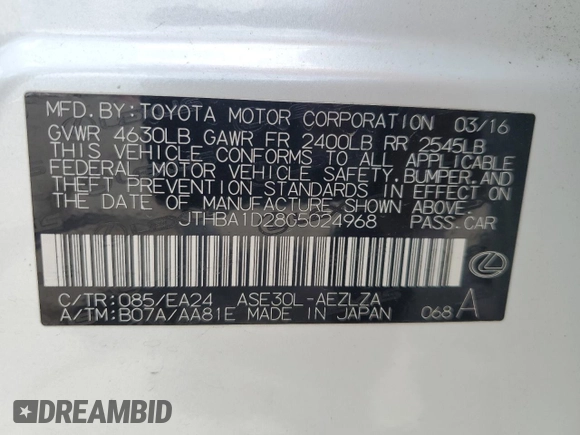 MFD.BY:TOYOTA MOTOR CORPORATION 03/16
GVWR 4630LB GAWR FR 2400LB RR 2545LB
THIS VEHICLE CONFORMS TO ALL APPLICABLE
FEDERAL MOTOR VEHICLE SAFETY,BUMPER,AND
THEFT PREVENTION STANDARDS IN EFFECT ON
THE DATE OF MANUFACTURE SHOWN ABOVE.
JTHBA1D28G5024968 PASS.CAR
C/TR:085/EA24 ASE30L-AEZLZA
A/TM:B07A/AA81E MADE IN JAPAN 068 A
DREAMBID